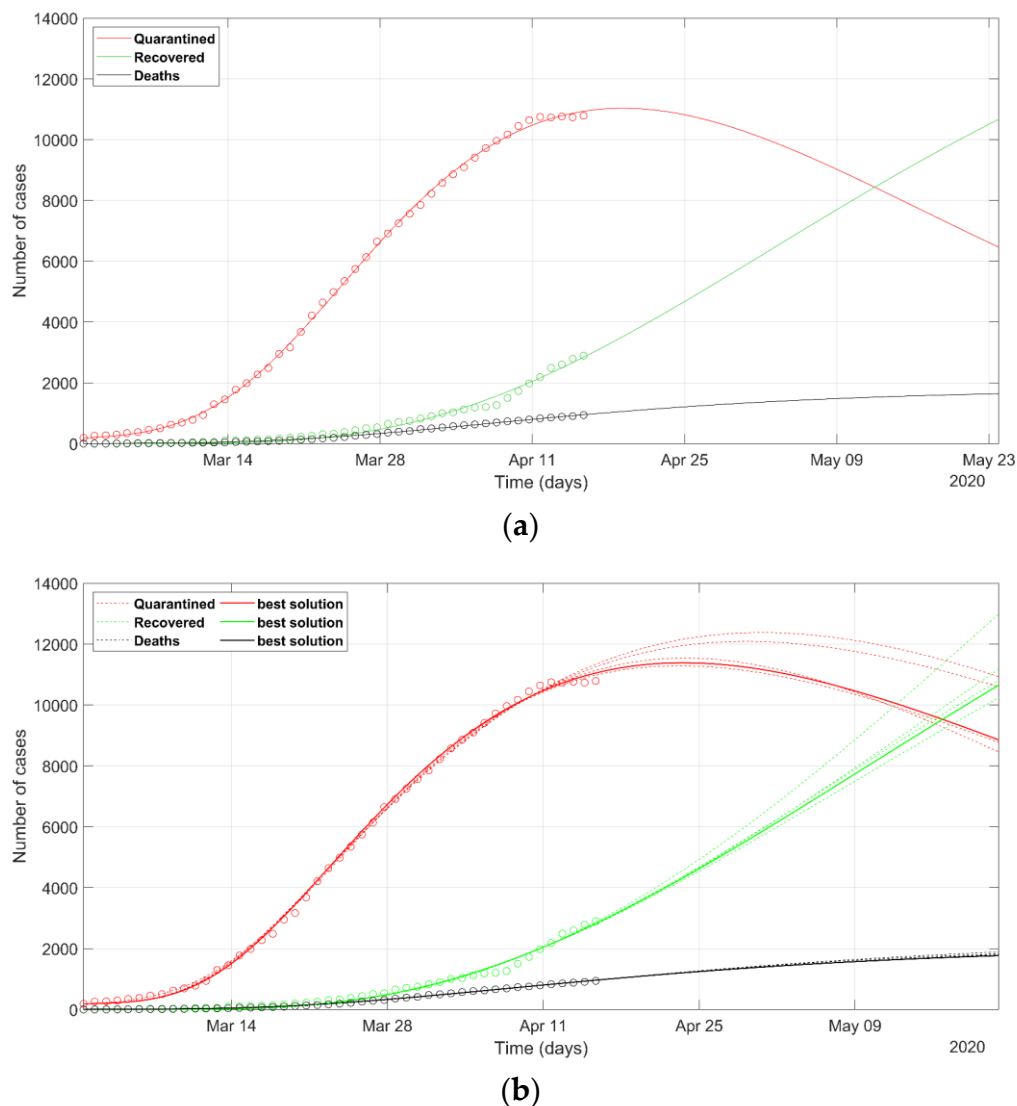 14000
12000
10000
8000
6000
4000
2000
0
Number of cases
Quarantined
Recovered
Deaths
Mar 14 Mar 28 Apr 11 Apr 25 May 09 May 23
Time (days)
2020
(a)
14000
12000
10000
8000
6000
4000
2000
0
Number of cases
Quarantined best solution
Recovered best solution
Deaths best solution
Mar 14 Mar 28 Apr 11 Apr 25 May 09
Time (days)
2020
(b)